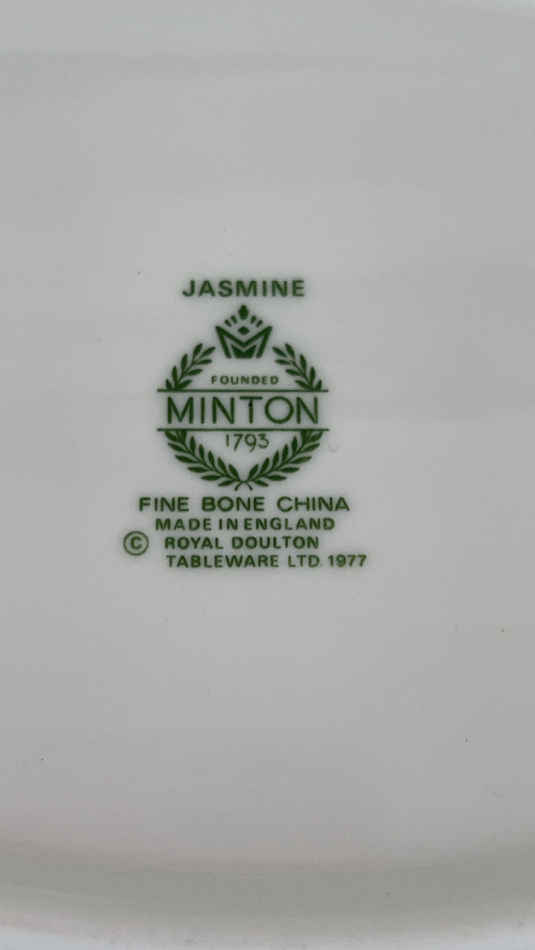 JASMINE
FOUNDED
MINTON
1793
FINE BONE CHINA
MADE IN ENGLAND
© ROYAL DOULTON
TABLEWARE LTD. 1977